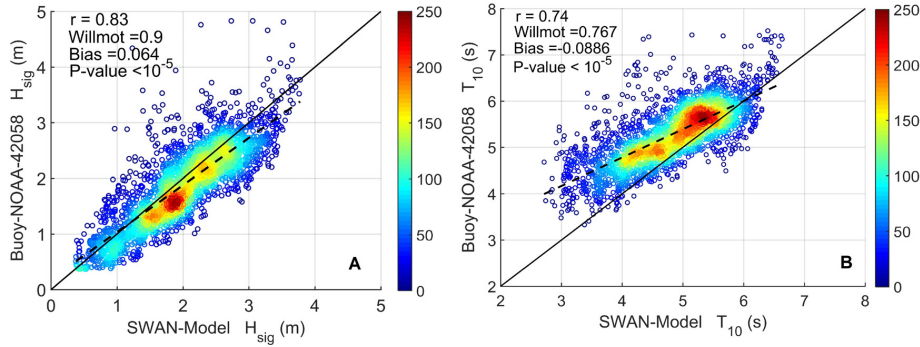 r = 0.83
Willmot =0.9
Bias =0.064
P-value <10-5
5
4
3
2
1
0
0 1 2 3 4 5
Buoy-NOAA-42058 Hsig (m)
SWAN-Model Hsig (m)
A
250
200
150
100
50
0
r = 0.74
Willmot =0.767
Bias =-0.0886
P-value <10-5
8
7
6
5
4
3
2
2 3 4 5 6 7 8
Buoy-NOAA-42058 T10 (s)
SWAN-Model T10 (s)
B
250
200
150
100
50
0